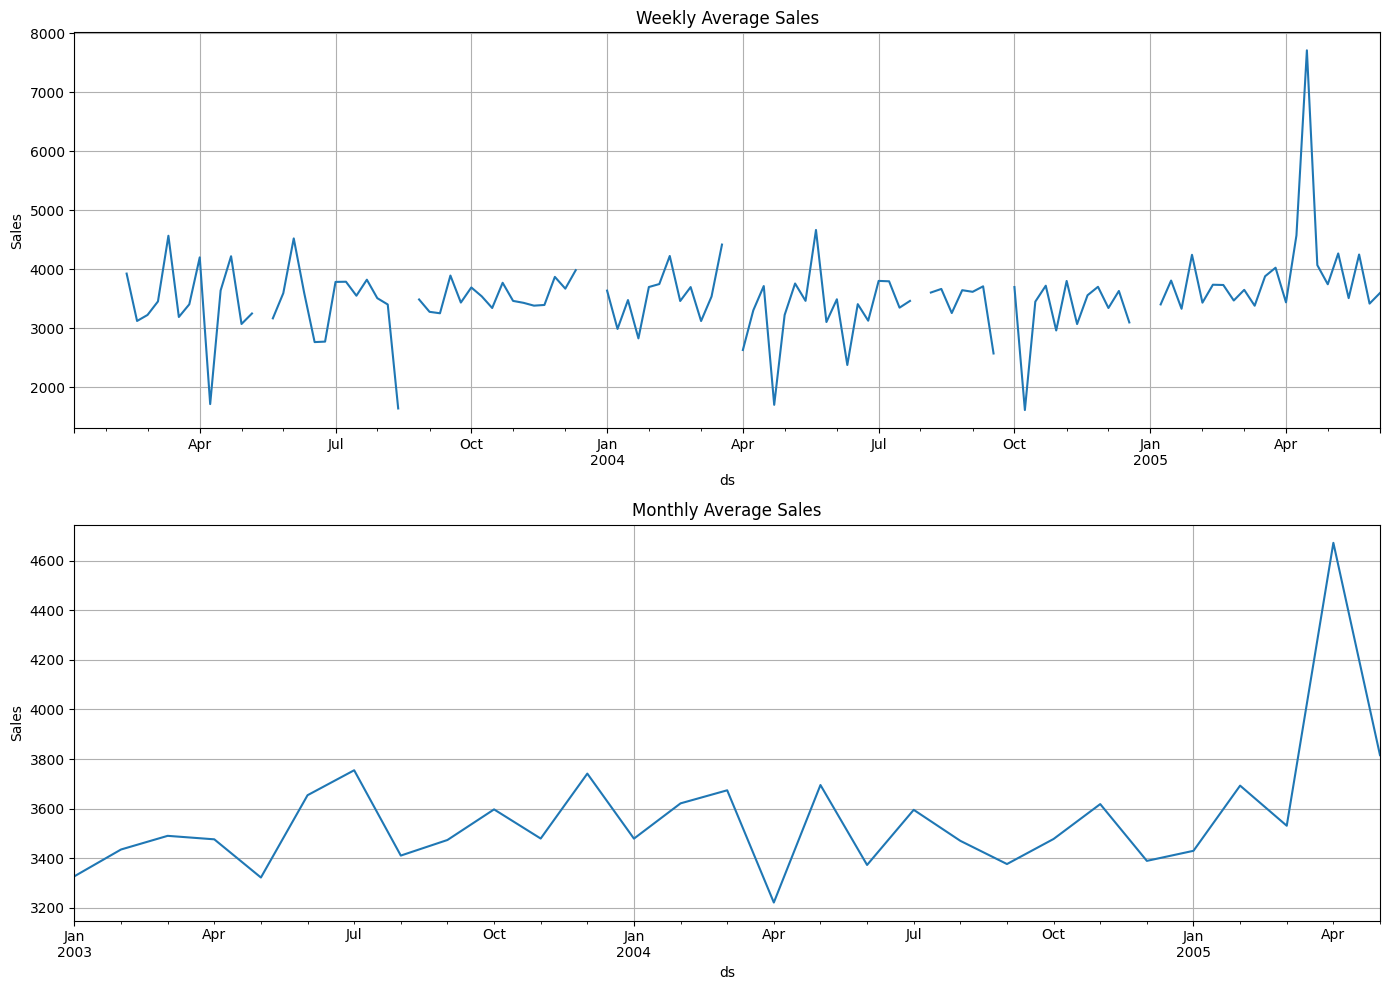 Weekly Average Sales
8000
7000
6000
5000
4000
3000
2000
Sales
Apr Jul Oct Jan Apr Jul Oct Jan Apr
2004 2005
ds
Monthly Average Sales
4600
4400
4200
4000
3800
3600
3400
3200
Sales
Jan Apr Jul Oct Jan Apr Jul Oct Jan Apr
2003 2004 2005
ds